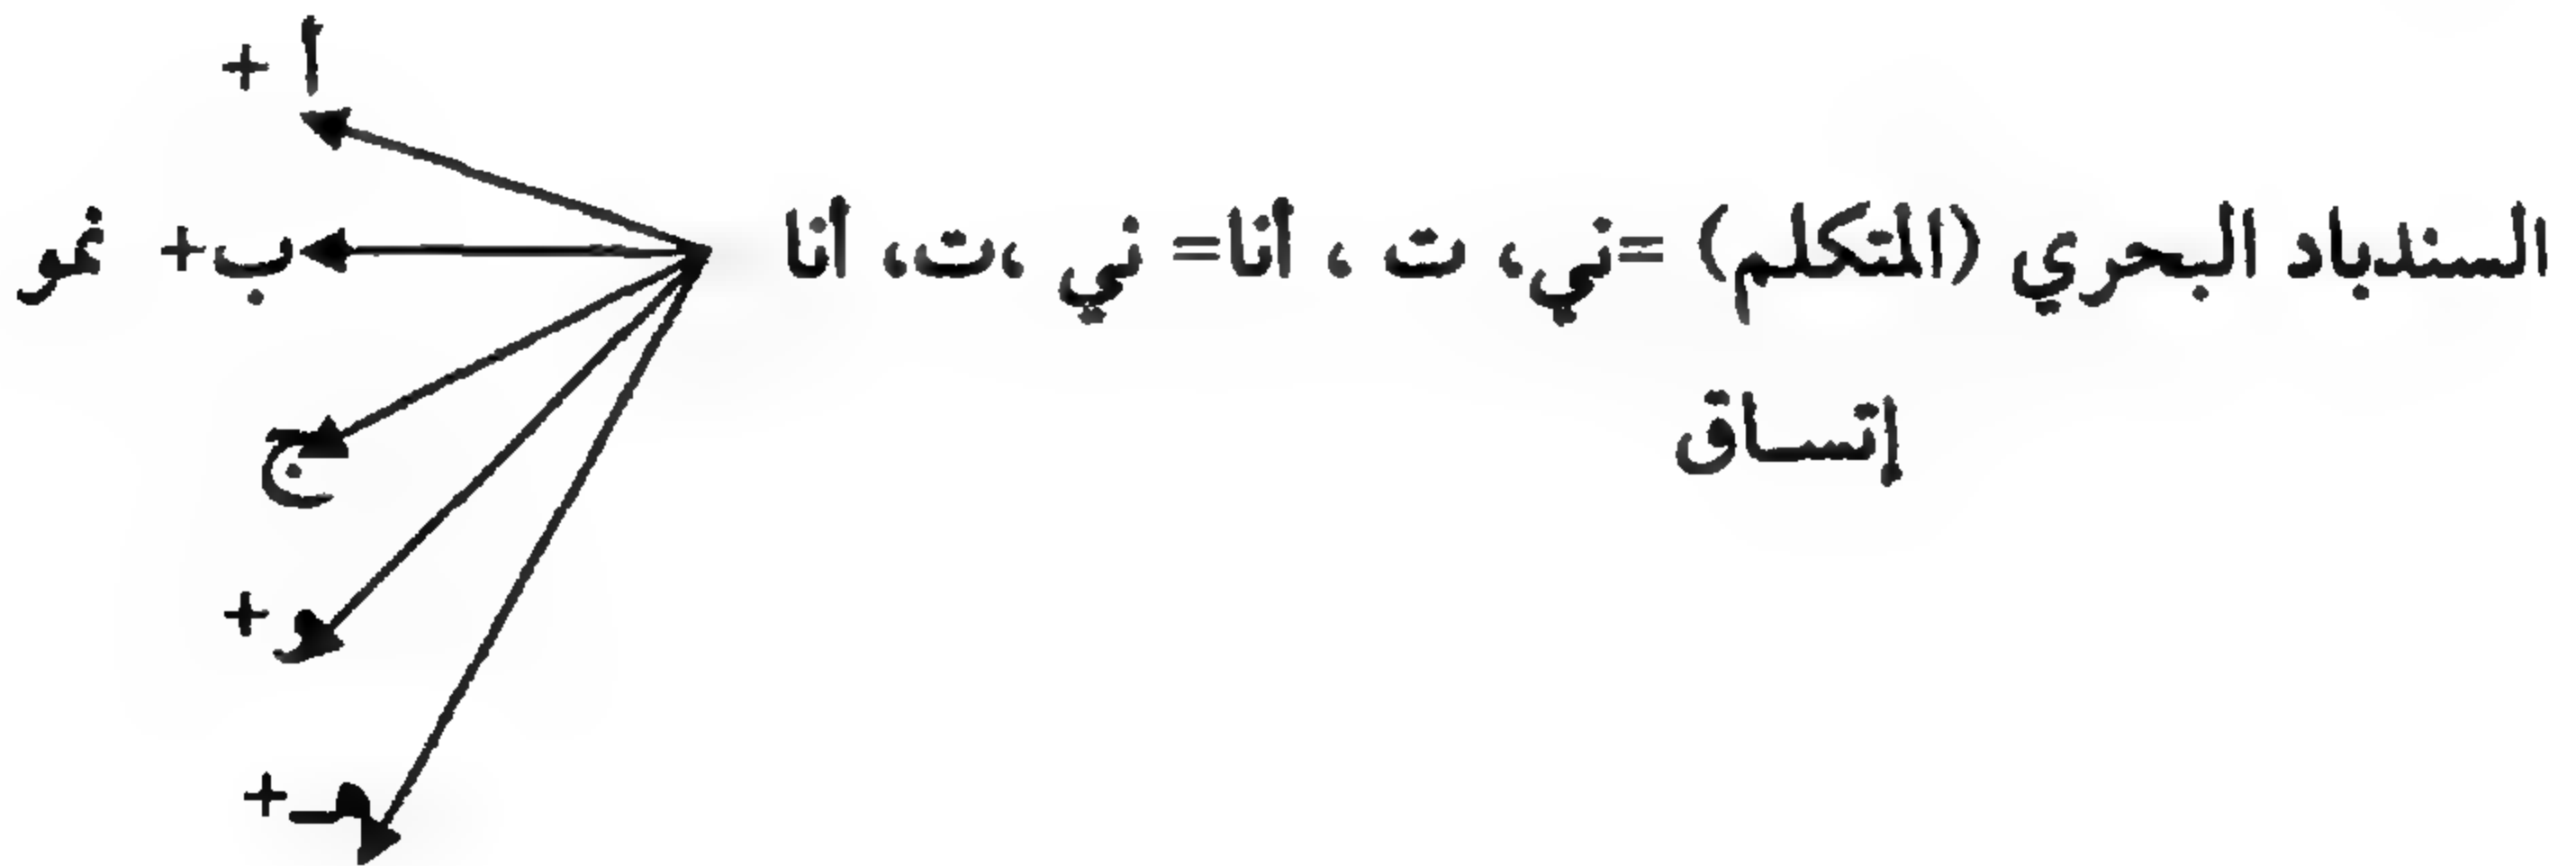 أ +
السندباد البحري (المتكلم) =ني، ت ، أنا= ني ،ت، أنا
ب+ نمو
ج
إتساق
+
هـ+